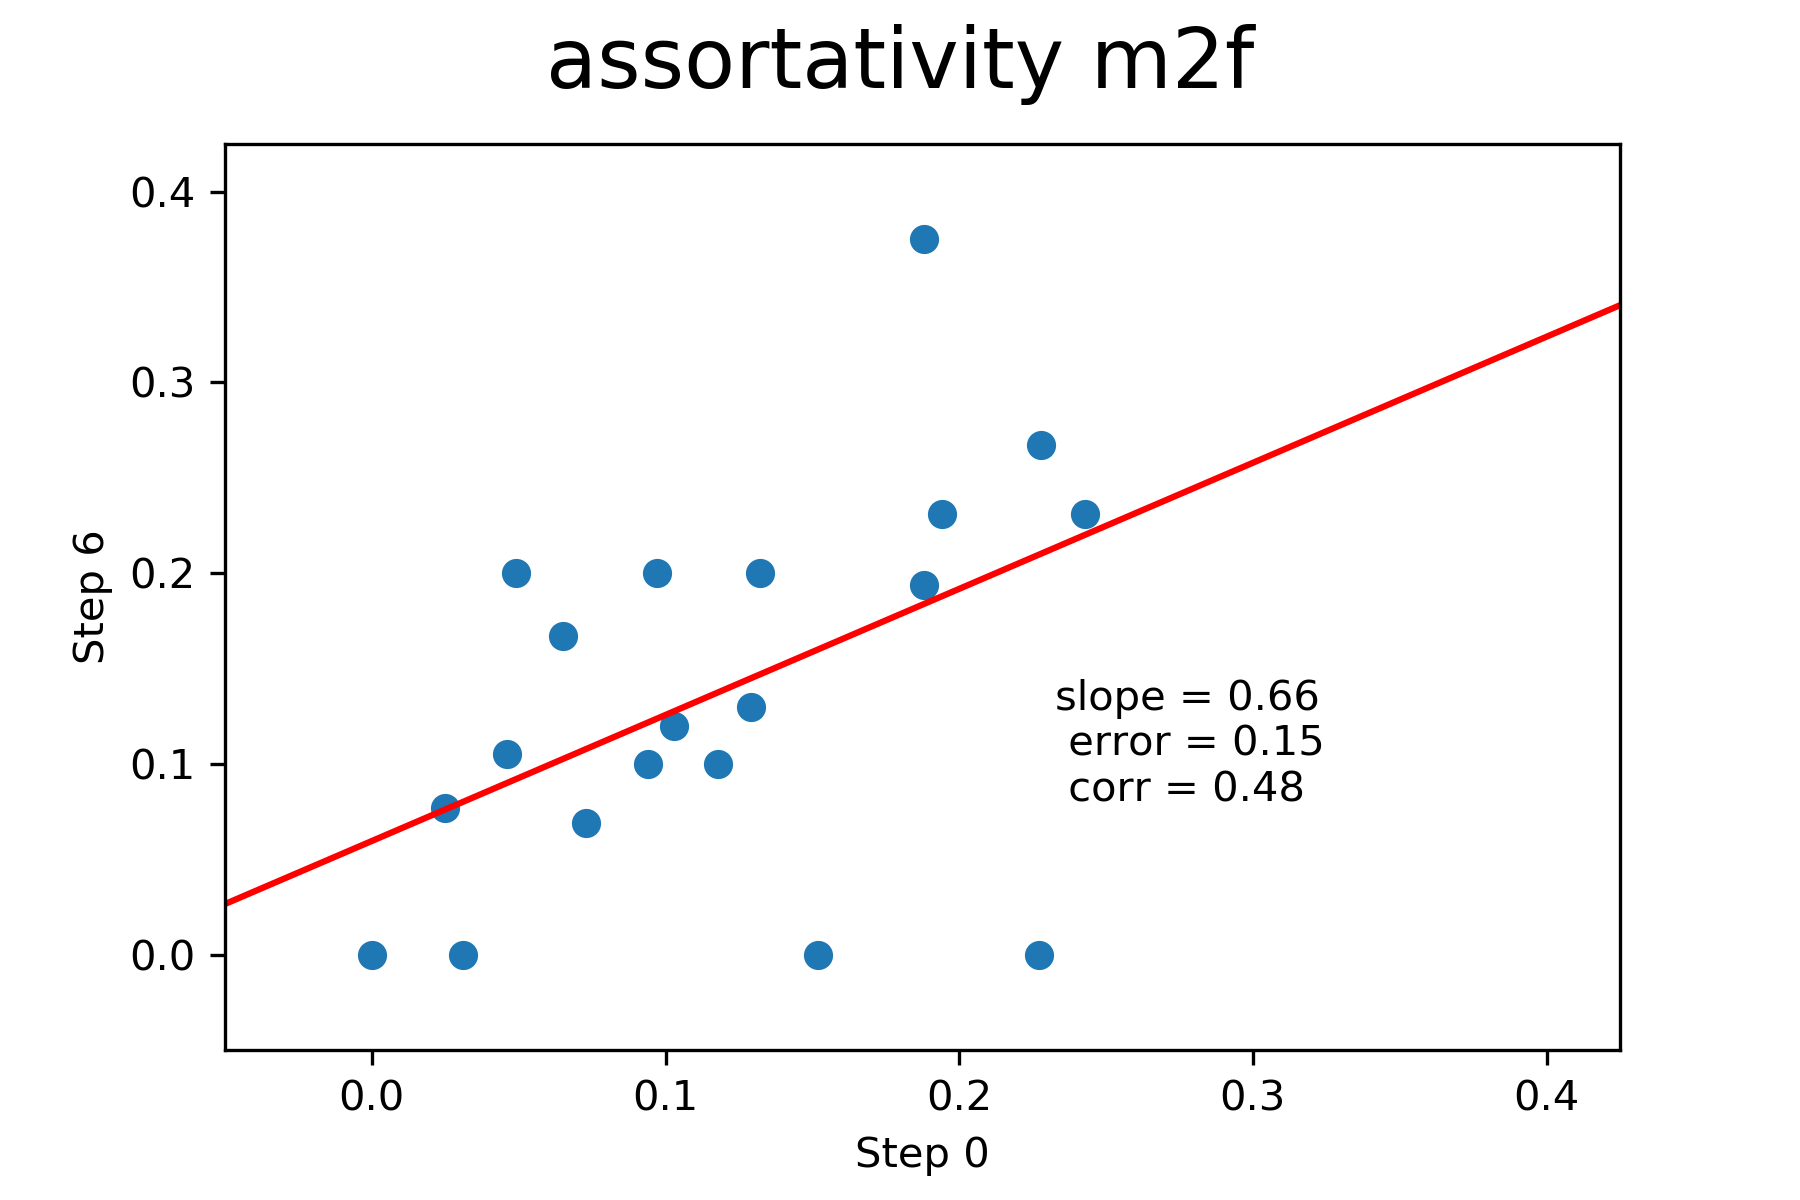 assortativity m2f
0.4
0.3
0.2
0.1
0.0
Step 6
slope = 0.66
error = 0.15
corr = 0.48
0.0 0.1 0.2 0.3 0.4
Step 0